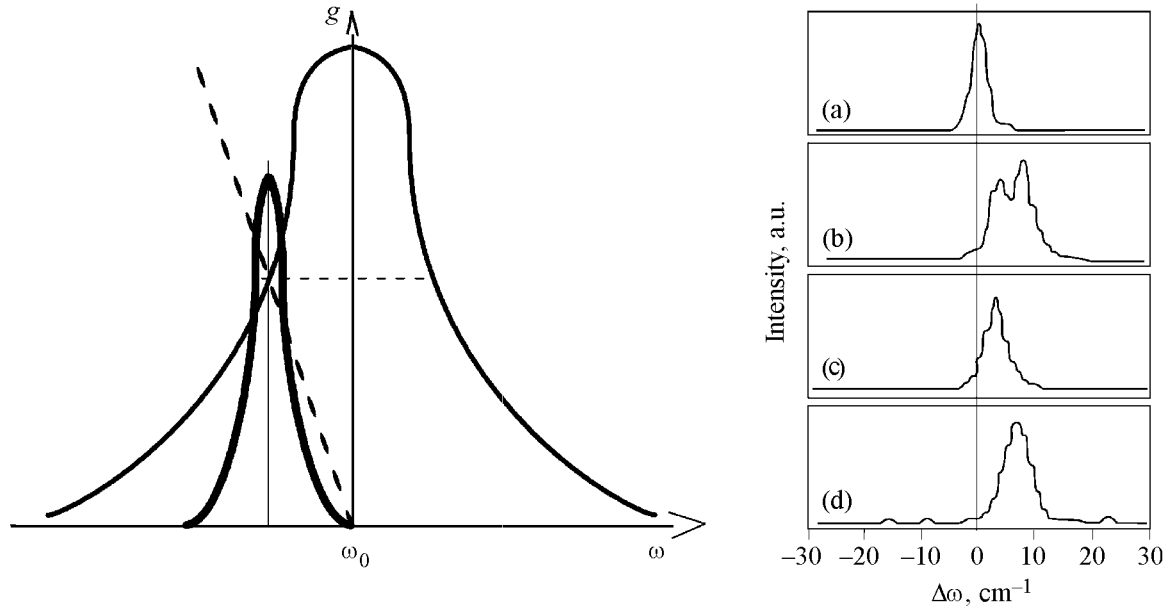 g
ω₀
ω
Intensity, a.u.
(a)
(b)
(c)
(d)
–30 –20 –10 0 10 20 30
Δω, cm⁻¹